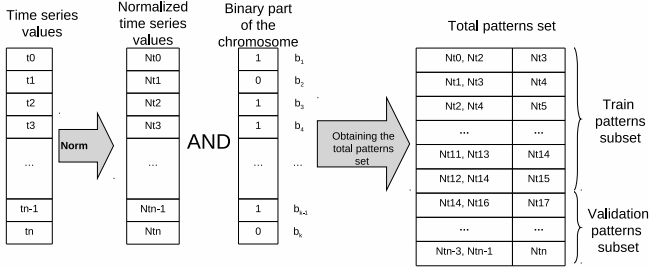 Time series
values
Normalized
time series
values
Binary part
of the
chromosome
Total patterns set
t0
Nt0
1
b1
Nt0, Nt2
Nt3
t1
Nt1
0
b2
Nt1, Nt3
Nt4
t2
Nt2
1
b3
Nt2, Nt4
Nt5
t3
Nt3
1
b4
...
...
Norm
AND
Obtaining the
total patterns
set
Train
patterns
subset
...
...
...
...
Nt11, Nt13
Nt14
Nt12, Nt14
Nt15
tn-1
Ntn-1
1
bk-1
Nt14, Nt16
Nt17
tn
Ntn
0
bk
...
...
Ntn-3, Ntn-1
Ntn
Validation
patterns
subset